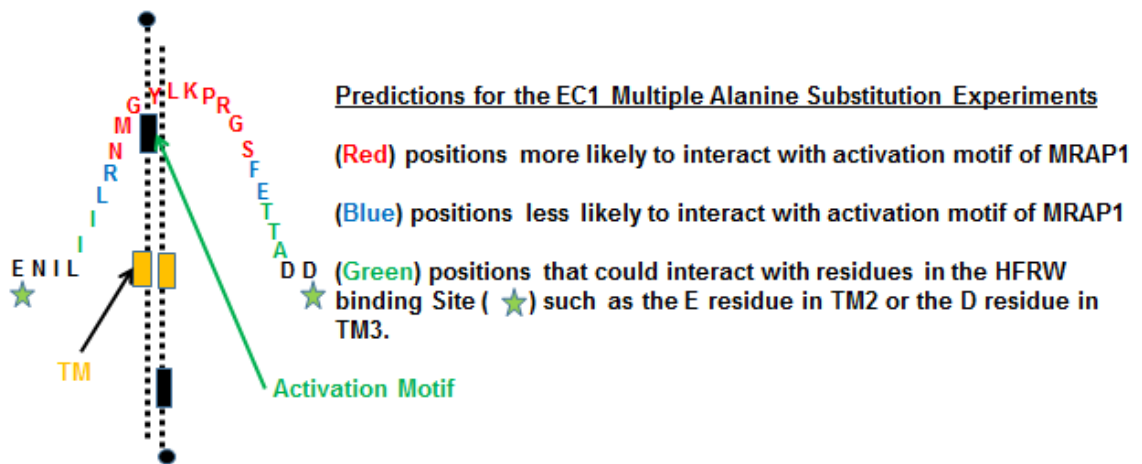 ENILIILRNMGYLKPRGSFETTADD
Predictions for the EC1 Multiple Alanine Substitution Experiments
(Red) positions more likely to interact with activation motif of MRAP1
(Blue) positions less likely to interact with activation motif of MRAP1
(Green) positions that could interact with residues in the HFRW
binding Site ( ) such as the E residue in TM2 or the D residue in
TM3.
TM
Activation Motif